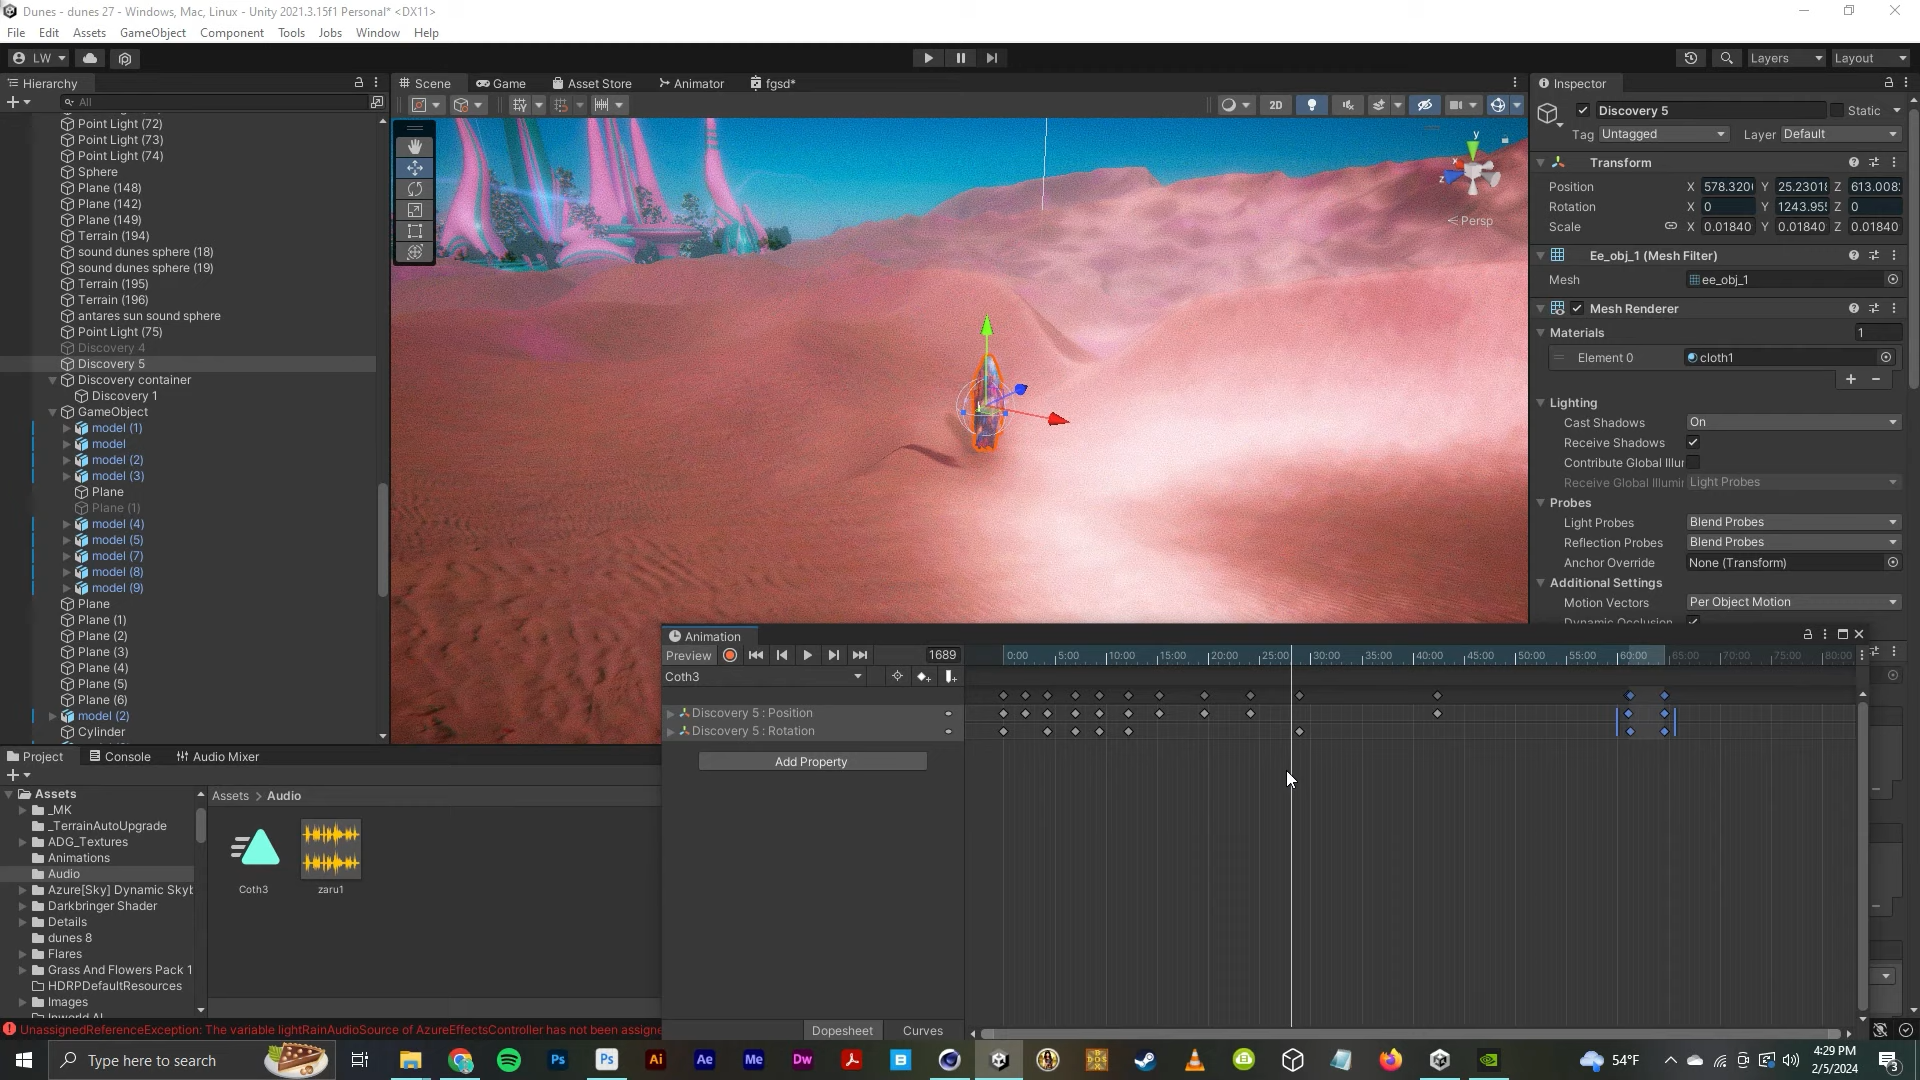 Dunes - dunes 27 - Windows, Mac, Linux - Unity 2021.3.15f1 Personal* <DX11>
File Edit Assets GameObject Component Tools Jobs Window Help
LW Layers Layout
Hierarchy
All
Point Light (72)
Point Light (73)
Point Light (74)
Sphere
Plane (148)
Plane (142)
Plane (149)
Terrain (194)
sound dunes sphere (18)
sound dunes sphere (19)
Terrain (195)
Terrain (196)
antares sun sound sphere
Point Light (75)
Discovery 4
Discovery 5
Discovery container
Discovery 1
GameObject
model (1)
model
model (2)
model (3)
Plane
Plane (1)
model (4)
model (5)
model (7)
model (8)
model (9)
Plane
Plane (1)
Plane (2)
Plane (3)
Plane (4)
Plane (5)
Plane (6)
model (2)
Cylinder
Scene Game Asset Store Animator fgsd*
2D
y
x
z
Persp
Inspector
Discovery 5 Static
Tag Untagged Layer Default
Transform
Position X 578.320 Y 25.2301 Z 613.008
Rotation X 0 Y 1243.95 Z 0
Scale X 0.01840 Y 0.01840 Z 0.01840
Ee_obj_1 (Mesh Filter)
Mesh ee_obj_1
Mesh Renderer
Materials 1
Element 0 cloth1
Lighting
Cast Shadows On
Receive Shadows
Contribute Global Illur
Receive Global Illumir Light Probes
Probes
Light Probes Blend Probes
Reflection Probes Blend Probes
Anchor Override None (Transform)
Additional Settings
Motion Vectors Per Object Motion
Dynamic Occlusion
Animation
Preview 1689
0:00 5:00 10:00 15:00 20:00 25:00 30:00 35:00 40:00 45:00 50:00 55:00 60:00 65:00 70:00 75:00 80:00
Coth3
Discovery 5 : Position
Discovery 5 : Rotation
Add Property
Dopesheet Curves
Project Console Audio Mixer
Assets
_MK
_TerrainAutoUpgrade
ADG_Textures
Animations
Audio
Azure[Sky] Dynamic Skyb
Darkbringer Shader
Details
dunes 8
Flares
Grass And Flowers Pack 1
HDRPDefaultResources
Images
Inworld AI
Assets > Audio
Coth3
zaru1
UnassignedReferenceException: The variable lightRainAudioSource of AzureEffectsController has not been assigne
Type here to search
Ps Ps Ai Ae Me Dw
54°F
4:29 PM
2/5/2024
3